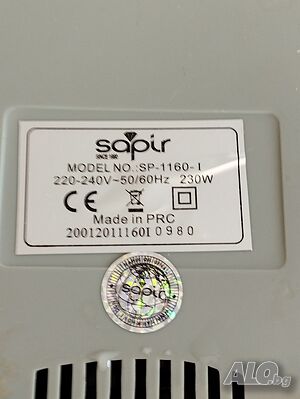 sapir
SINCE 1982
MODEL NO.:SP-1160-I
220-240V~50/60Hz 230W
CE
Made in PRC
20012011160I0980
sapir
ALO.bg